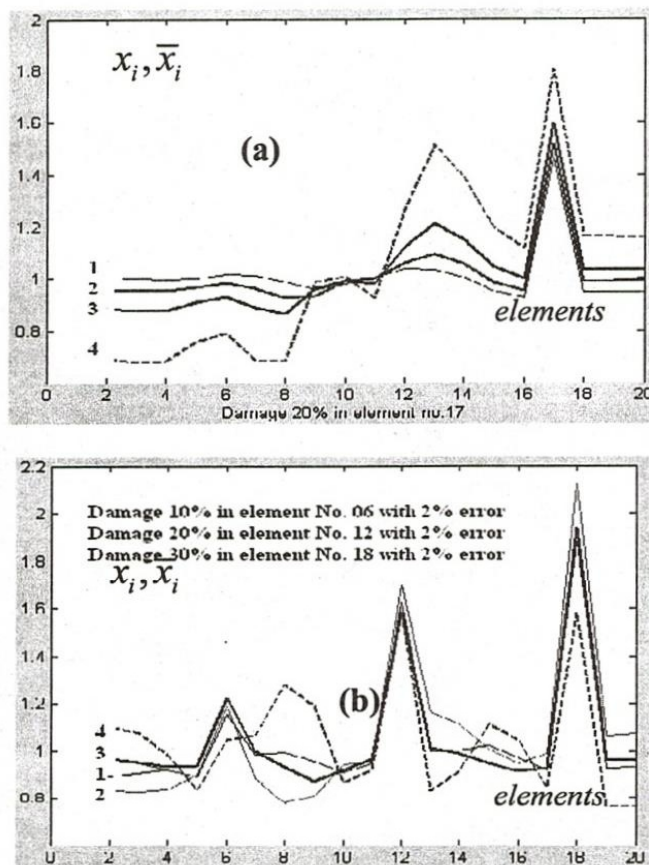 2
x_i, x̄_i
1.8
1.6
(a)
1.4
1.2
1
1
2
3
0.8
4
elements
0 2 4 6 8 10 12 14 16 18 20
Damage 20% in element no.17
2.2
Damage 10% in element No. 06 with 2% error
2
Damage 20% in element No. 12 with 2% error
Damage 30% in element No. 18 with 2% error
1.8
x_i, x̄_i
1.6
1.4
1.2
(b)
4
1
3
1-
2
0.8
elements
0 2 4 6 8 10 12 14 16 18 20